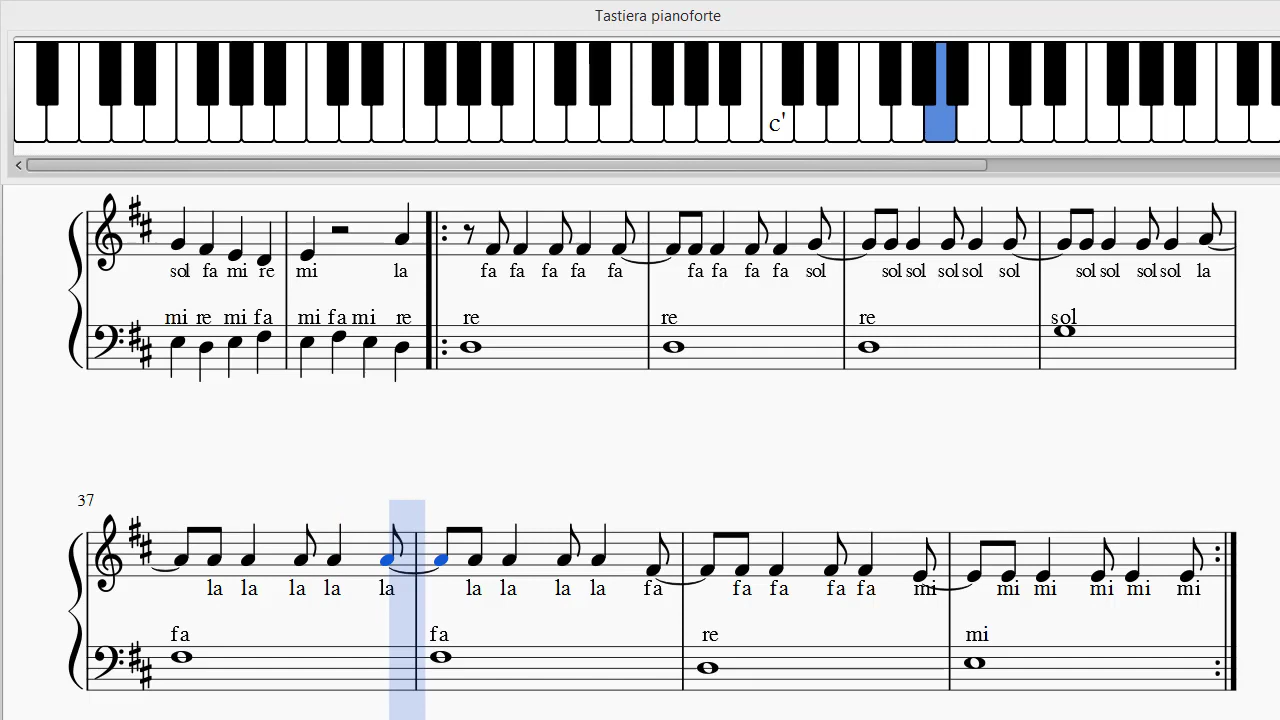 Tastiera pianoforte
c'
<
sol fa mi re mi la fa fa fa fa fa fa fa fa fa sol sol sol sol sol sol sol sol sol sol la
mi re mi fa mi fa mi re re re re sol
37
la la la la la la la la la fa fa fa fa fa mi mi mi mi mi mi
fa fa re mi